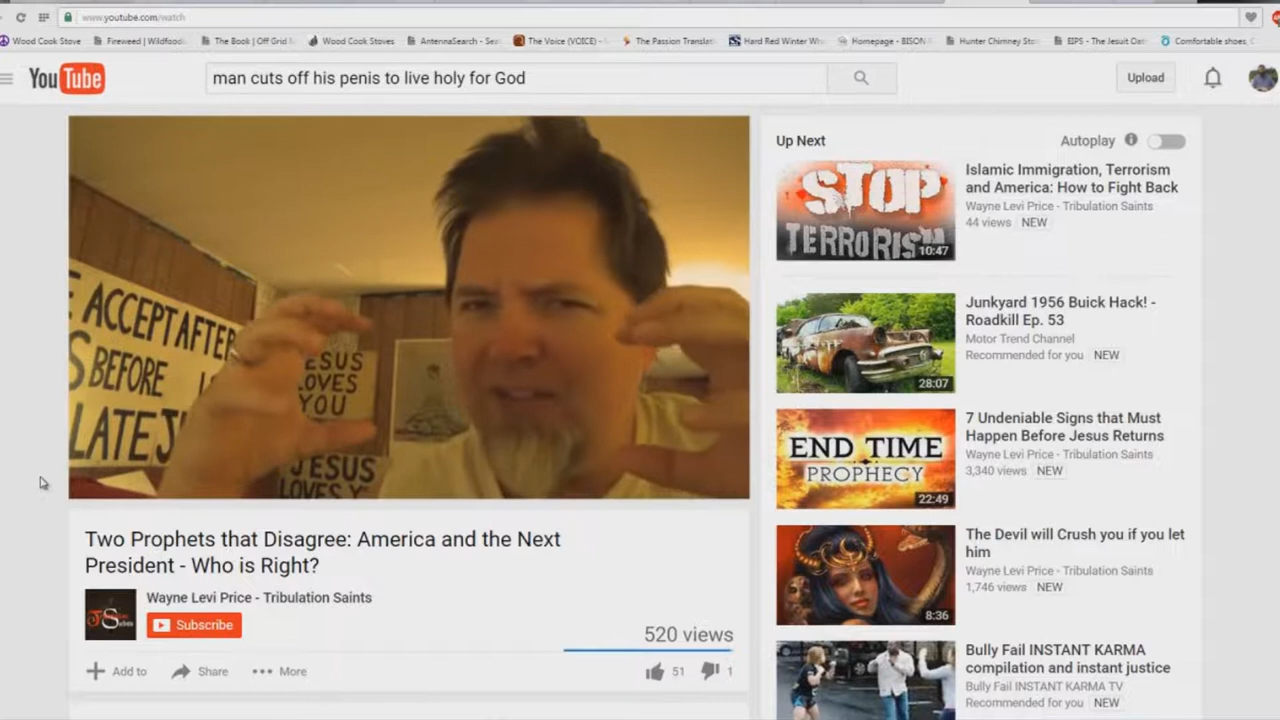 www.youtube.com/watch
Wood Cook Stove
Fireweed | Wildfoodi
The Book | Off Grid
Wood Cook Stoves
AntennaSearch - Sea
The Voice (VOICE) -
The Passion Translat
Hard Red Winter Wh
Homepage - BISON
Hunter Chimney Sto
EIPS - The Jesuit Oat
Comfortable shoes,
YouTube
man cuts off his penis to live holy for God
Upload
ACCEPT AFTER
BEFORE
LATE
JESUS
LOVES
YOU
JESUS
LOVES Y
Two Prophets that Disagree: America and the Next
President - Who is Right?
Wayne Levi Price - Tribulation Saints
Subscribe
520 views
Add to
Share
More
51
1
Up Next
Autoplay
STOP
TERRORISM
10:47
Islamic Immigration, Terrorism
and America: How to Fight Back
Wayne Levi Price - Tribulation Saints
44 views NEW
28:07
Junkyard 1956 Buick Hack! -
Roadkill Ep. 53
Motor Trend Channel
Recommended for you NEW
END TIME
PROPHECY
22:49
7 Undeniable Signs that Must
Happen Before Jesus Returns
Wayne Levi Price - Tribulation Saints
3,340 views NEW
8:36
The Devil will Crush you if you let
him
Wayne Levi Price - Tribulation Saints
1,746 views NEW
Bully Fail INSTANT KARMA
compilation and instant justice
Bully Fail INSTANT KARMA TV
Recommended for you NEW